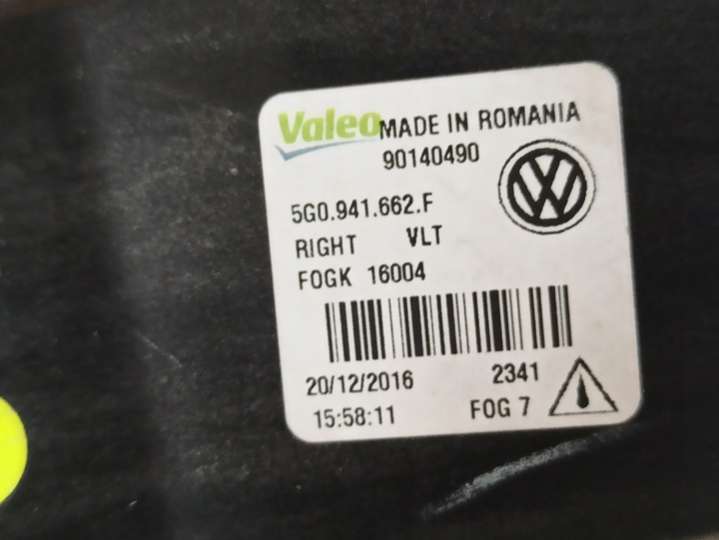 Valeo MADE IN ROMANIA
90140490
5G0.941.662.F
RIGHT VLT
FOGK 16004
20/12/2016 2341
15:58:11 FOG 7